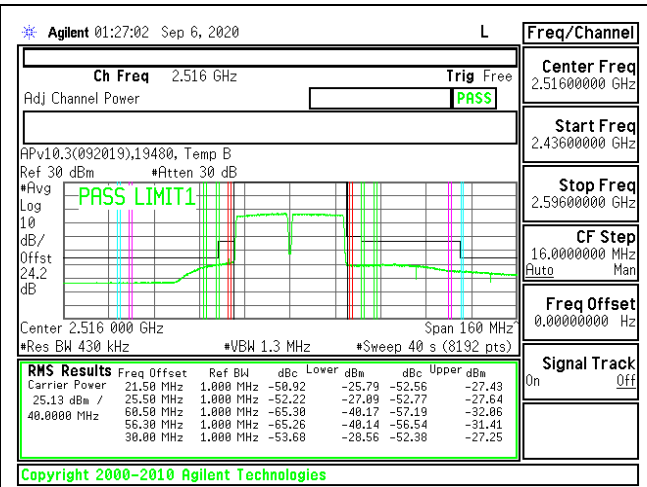 Agilent 01:27:02 Sep 6, 2020 L
Freq/Channel
Ch Freq 2.516 GHz Trig Free
Adj Channel Power PASS
Center Freq
2.51600000 GHz
Start Freq
2.43600000 GHz
Stop Freq
2.59600000 GHz
CF Step
16.0000000 MHz
Auto Man
Freq Offset
0.00000000 Hz
Signal Track
On Off
APv10.3(092019),19480, Temp B
Ref 30 dBm #Atten 30 dB
#Avg
Log
10
dB/
Offst
24.2
dB
PASS LIMIT1
Center 2.516 000 GHz Span 160 MHz^
#Res BW 430 kHz #VBW 1.3 MHz #Sweep 40 s (8192 pts)
RMS Results Freq Offset Ref BW dBc Lower dBm dBc Upper dBm
Carrier Power 21.50 MHz 1.000 MHz -50.92 -25.79 -52.56 -27.43
25.13 dBm / 25.50 MHz 1.000 MHz -52.22 -27.09 -52.77 -27.64
40.0000 MHz 60.50 MHz 1.000 MHz -65.30 -40.17 -57.19 -32.06
56.30 MHz 1.000 MHz -65.26 -40.14 -56.54 -31.41
30.00 MHz 1.000 MHz -53.68 -28.56 -52.38 -27.25
Copyright 2000-2010 Agilent Technologies